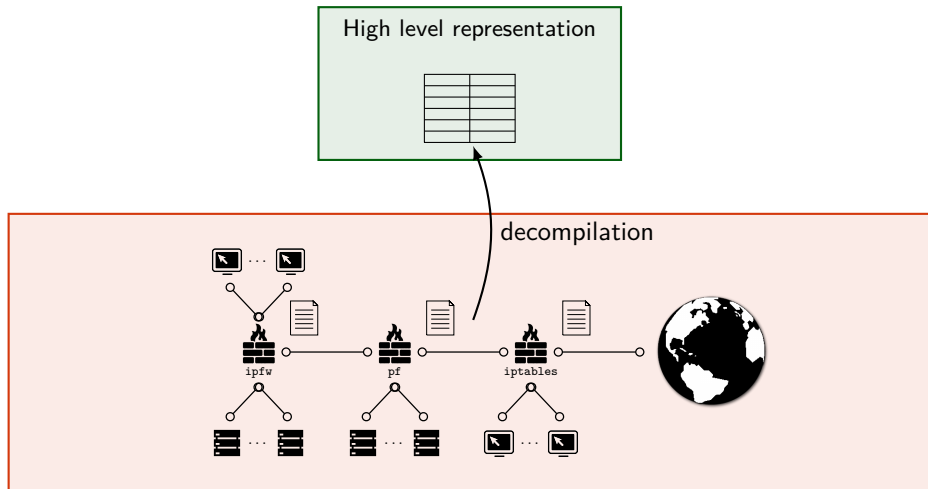 High level representation
decompilation
...
ipfw
pf
iptables
... ... ...